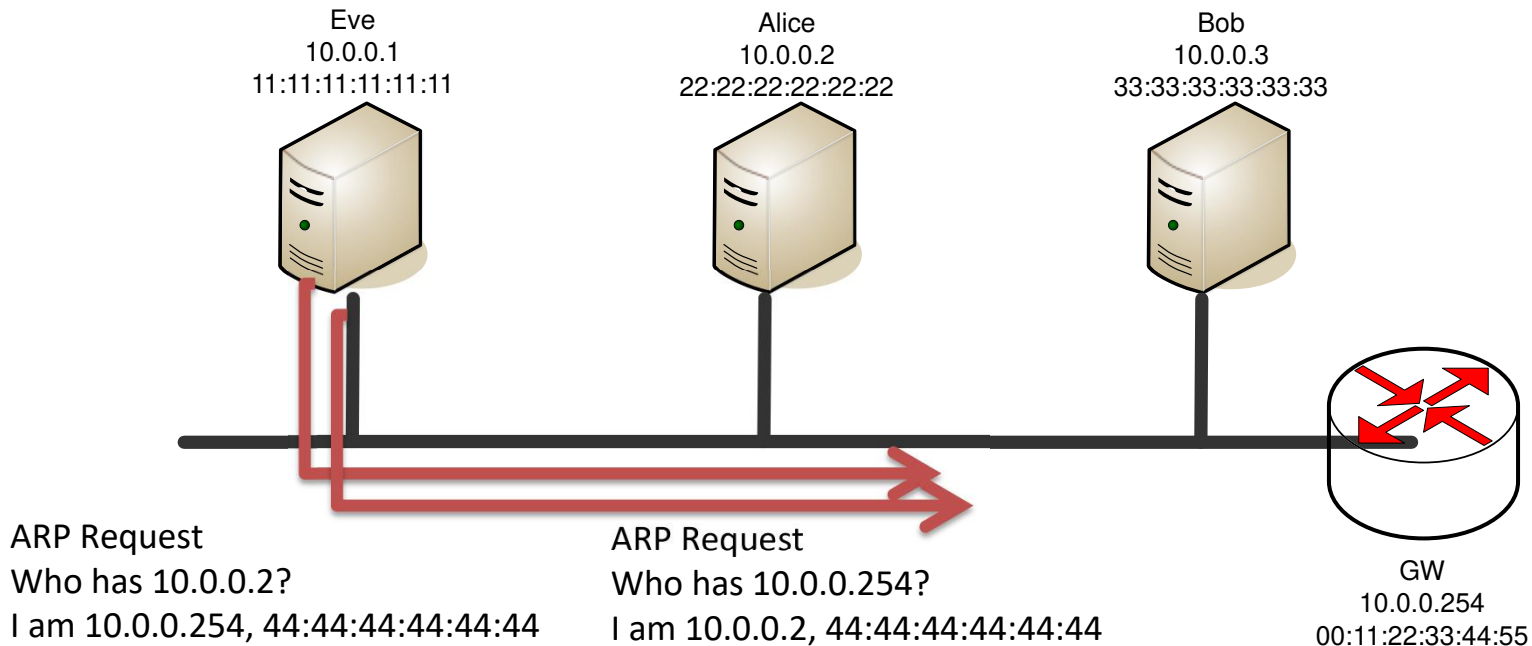 Eve
10.0.0.1
11:11:11:11:11:11
Alice
10.0.0.2
22:22:22:22:22:22
Bob
10.0.0.3
33:33:33:33:33:33
ARP Request
Who has 10.0.0.2?
I am 10.0.0.254, 44:44:44:44:44:44
ARP Request
Who has 10.0.0.254?
I am 10.0.0.2, 44:44:44:44:44:44
GW
10.0.0.254
00:11:22:33:44:55